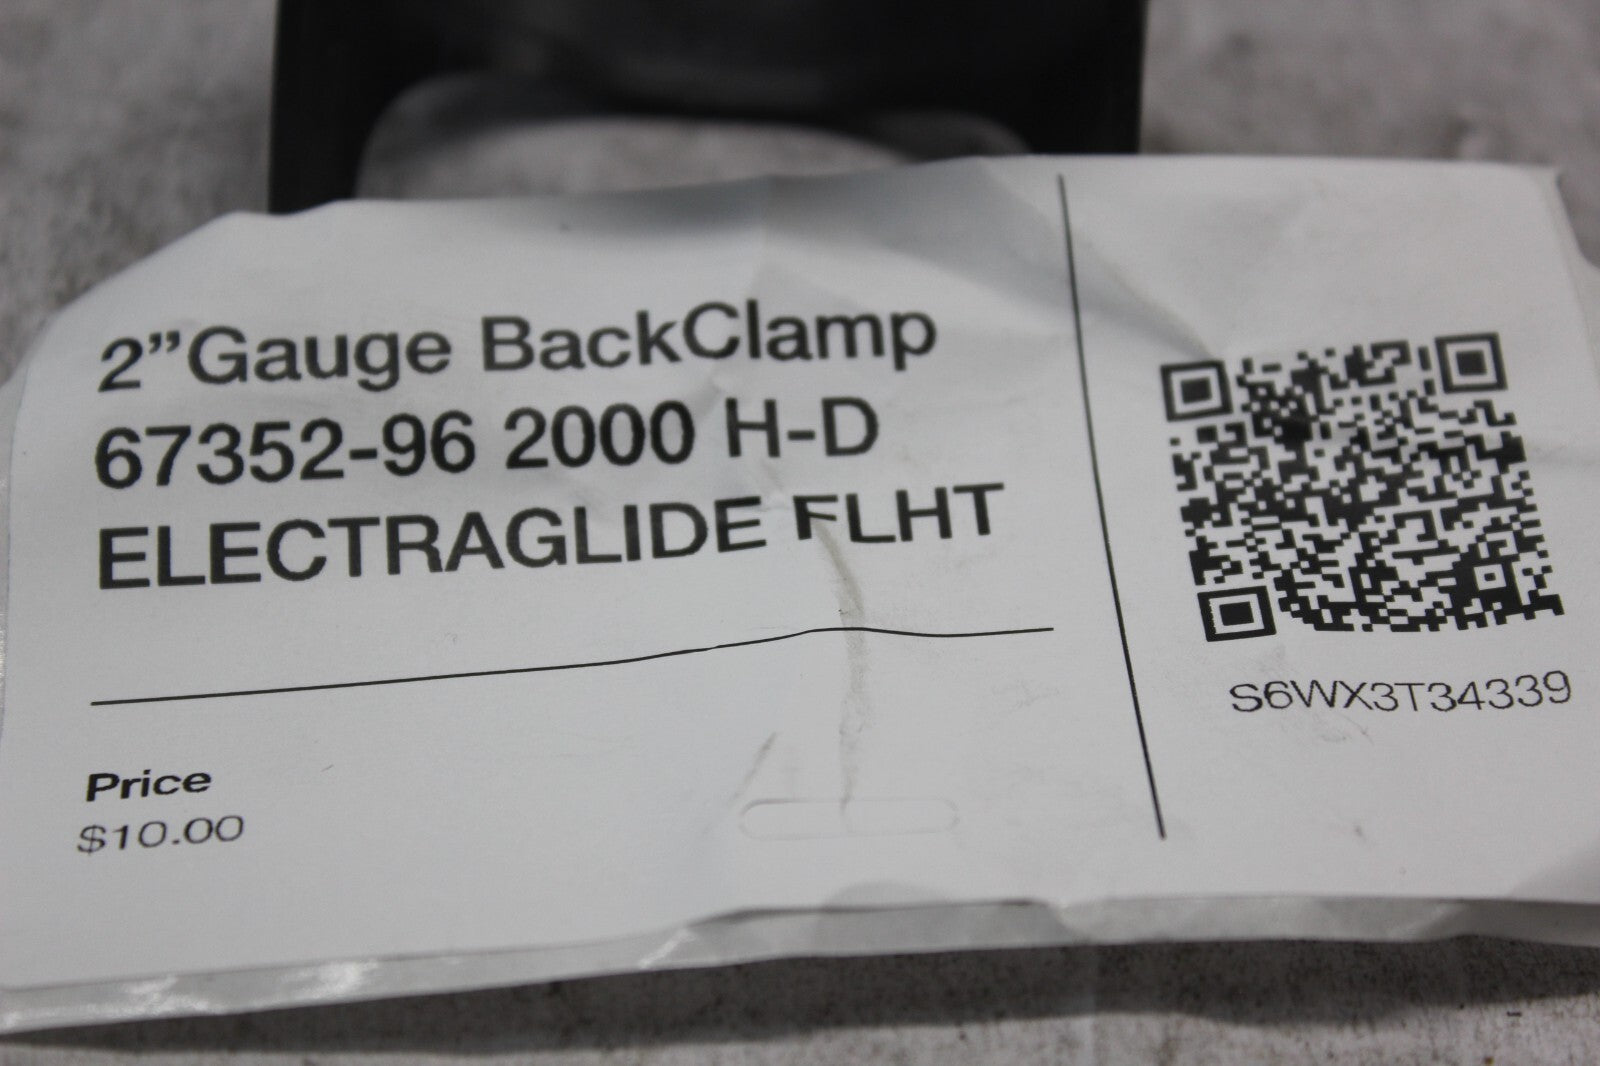 2”Gauge BackClamp
67352-96 2000 H-D
ELECTRAGLIDE FLHT
Price
$10.00
S6WX3T34339